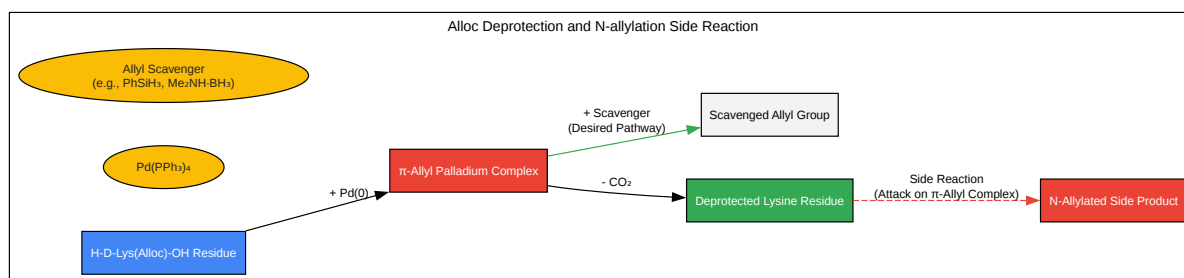 Alloc Deprotection and N-allylation Side Reaction
Allyl Scavenger
(e.g., PhSiH₃, Me₂NH·BH₃)
Pd(PPh₃)₄
H-D-Lys(Alloc)-OH Residue
+ Pd(0)
π-Allyl Palladium Complex
+ Scavenger
(Desired Pathway)
Scavenged Allyl Group
- CO₂
Deprotected Lysine Residue
Side Reaction
(Attack on π-Allyl Complex)
N-Allylated Side Product